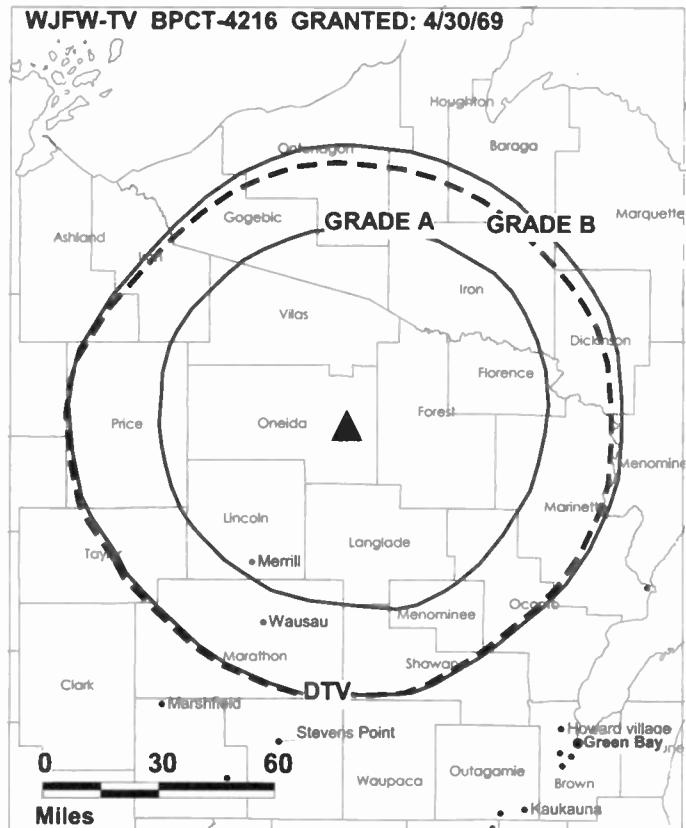 WJFW-TV BPCT-4216 GRANTED: 4/30/69
Houghton
Ontonagon
Baraga
Gogebic
GRADE A
GRADE B
Marquette
Ashland
Iron
Iron
Vilas
Dickinson
Florence
Price
Oneida
Forest
Menomine
Marinette
Lincoln
Langlade
Taylor
Merrill
Oconto
Menominee
Wausau
Marathon
Shawano
Clark
DTV
Marshfield
Stevens Point
Howard village
Green Bay
0 30 60
Waupaca
Outagamie
Brown
Miles
Kaukauna